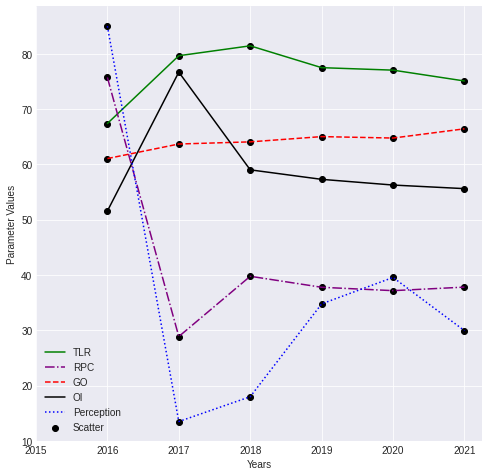 80
70
60
50
40
30
20
10
Parameter Values
TLR
RPC
GO
OI
Perception
Scatter
2015 2016 2017 2018 2019 2020 2021
Years